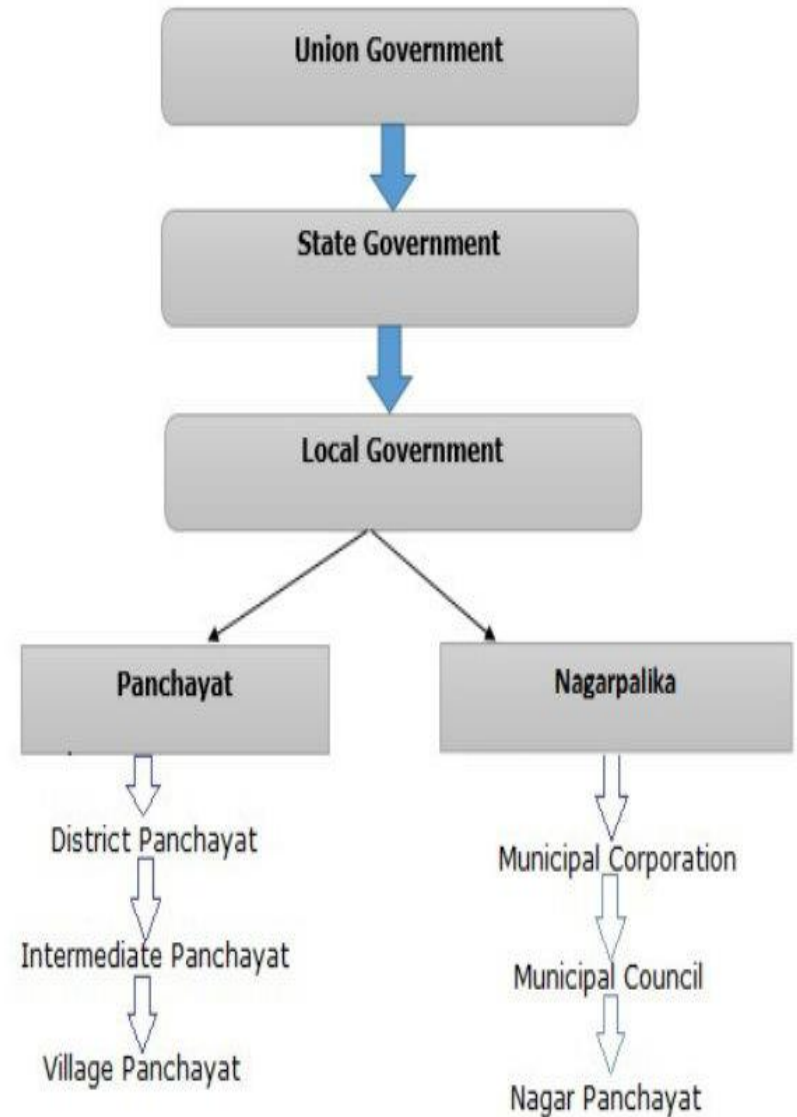 Union Government
State Government
Local Government
Panchayat
District Panchayat
Intermediate Panchayat
Village Panchayat
Nagarpalika
Municipal Corporation
Municipal Council
Nagar Panchayat